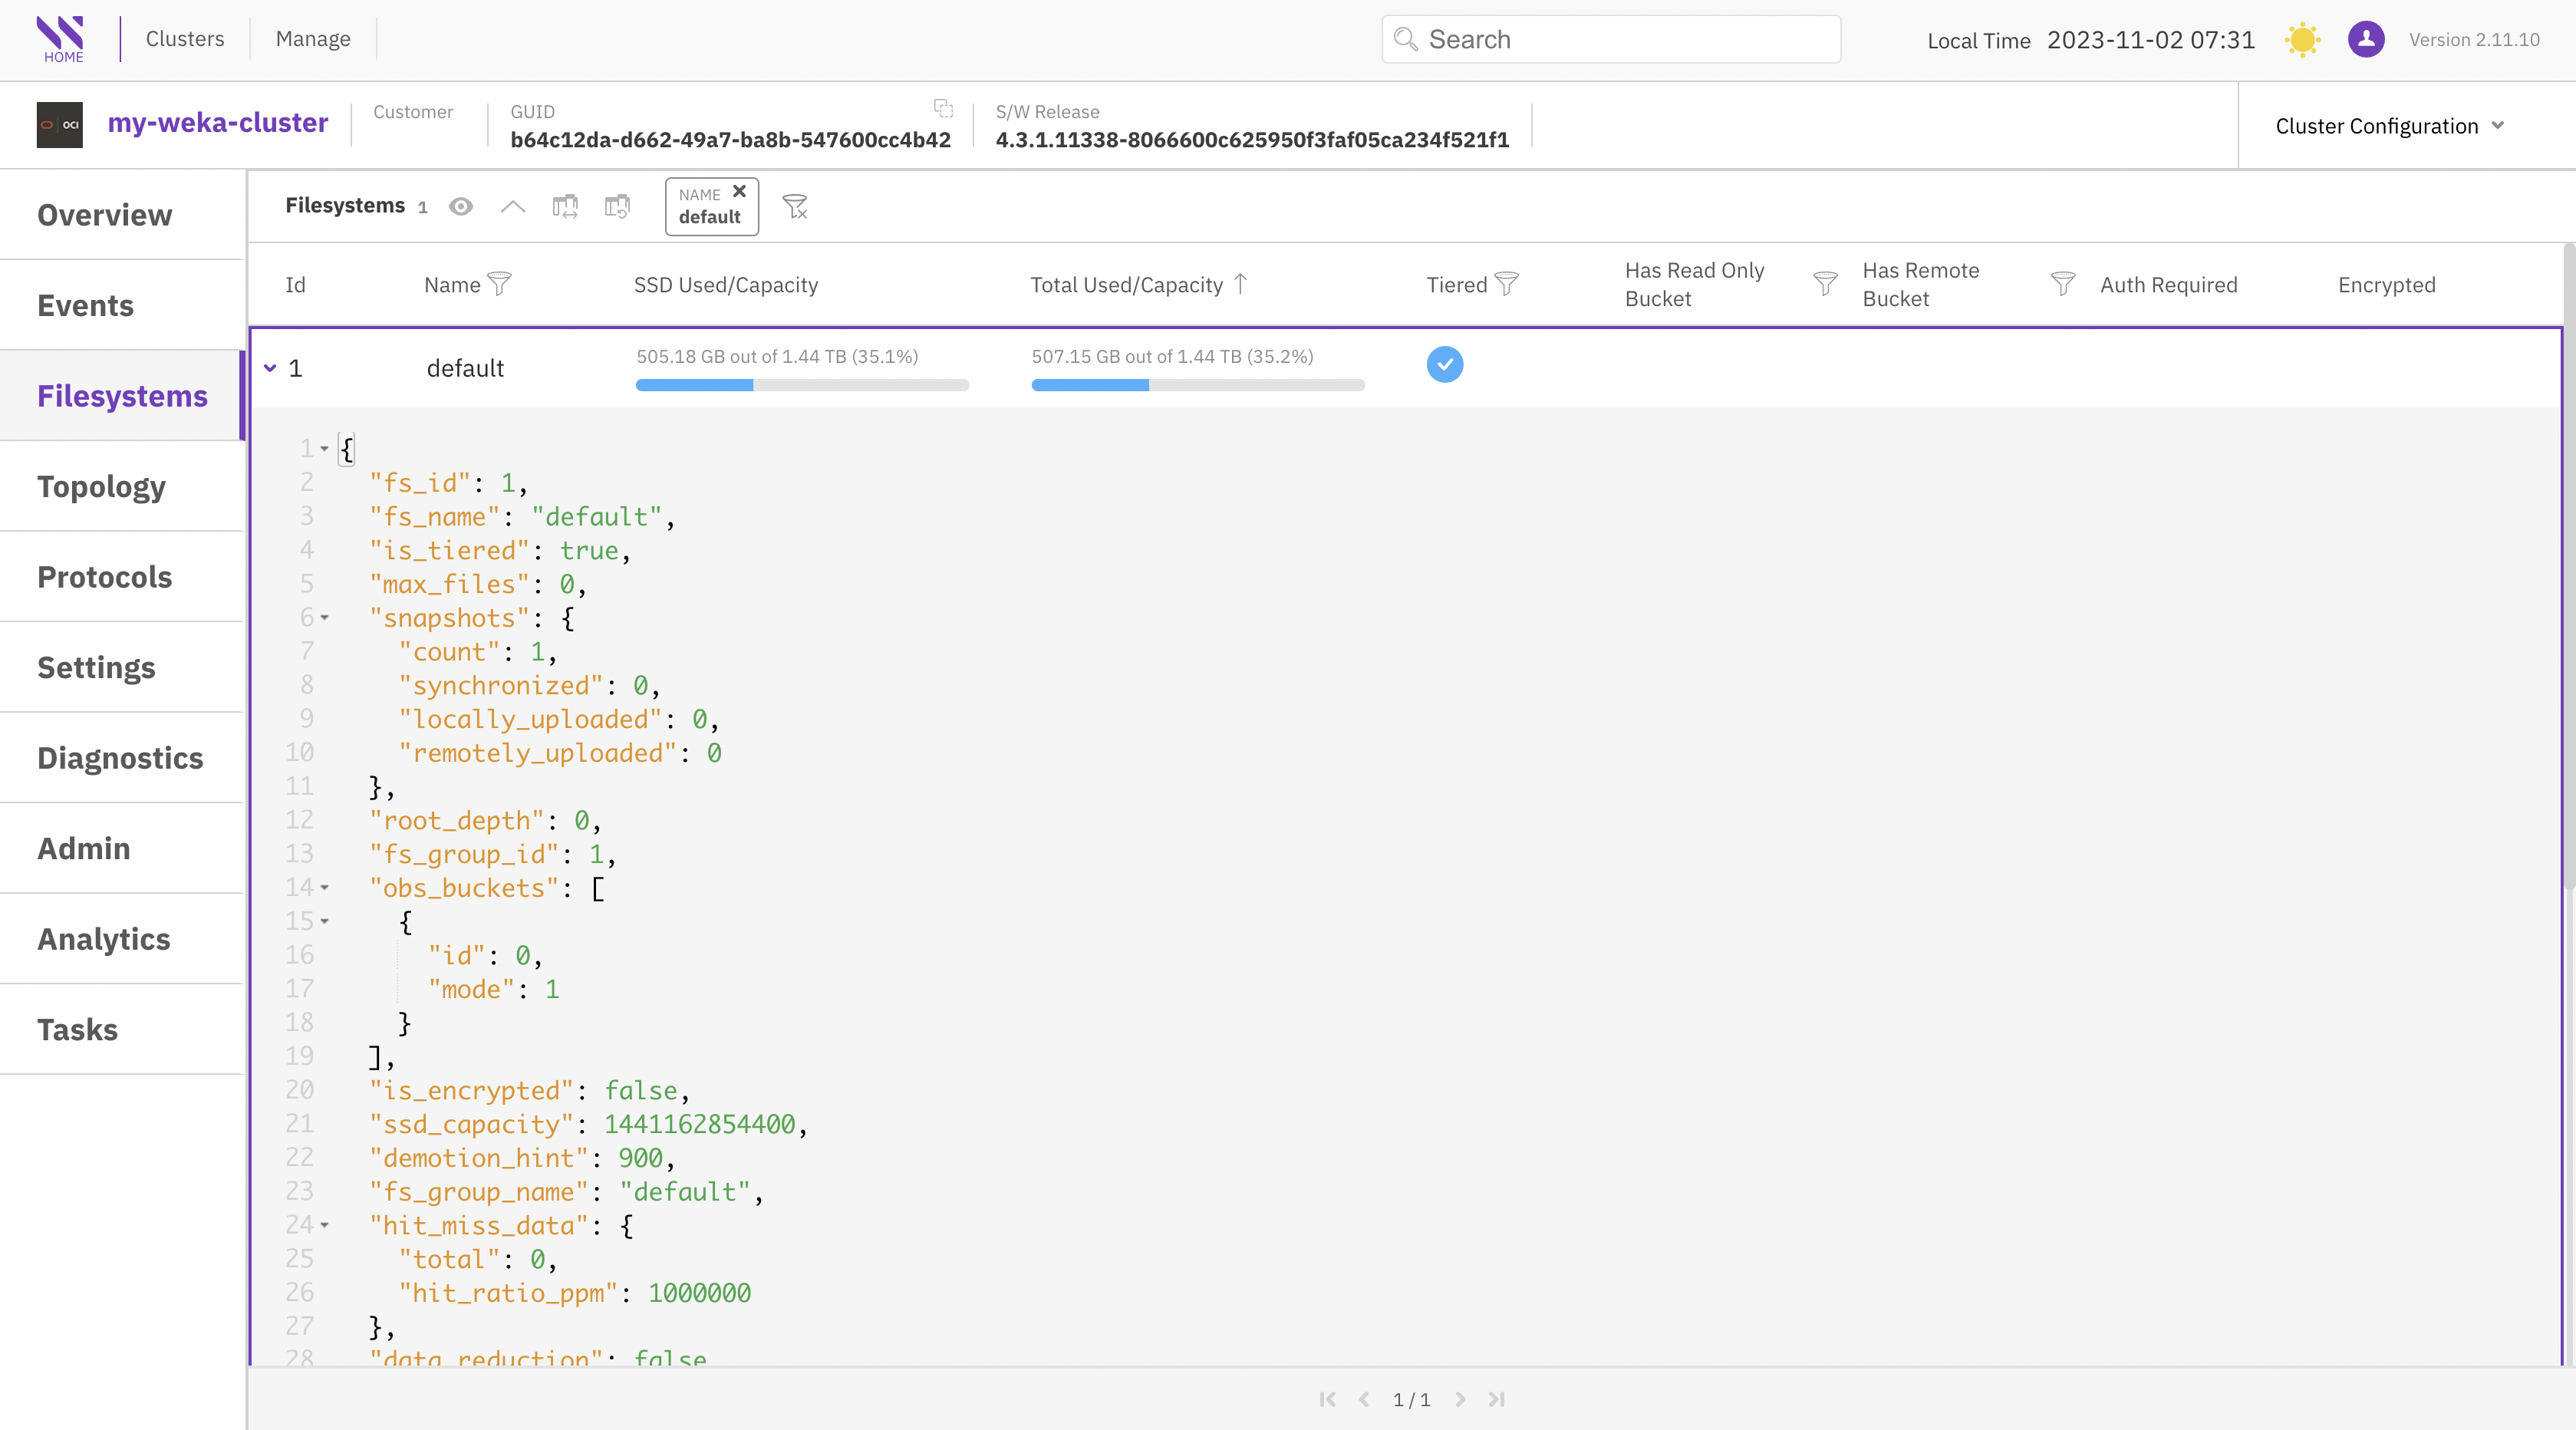 HOME
Clusters
Manage
Search
Local Time 2023-11-02 07:31
Version 2.11.10
OCI
my-weka-cluster
Customer
GUID
b64c12da-d662-49a7-ba8b-547600cc4b42
S/W Release
4.3.1.11338-8066600c625950f3faf05ca234f521f1
Cluster Configuration
Overview
Events
Filesystems
Topology
Protocols
Settings
Diagnostics
Admin
Analytics
Tasks
Filesystems 1
NAME
default
Id
Name
SSD Used/Capacity
Total Used/Capacity
Tiered
Has Read Only
Bucket
Has Remote
Bucket
Auth Required
Encrypted
1
default
505.18 GB out of 1.44 TB (35.1%)
507.15 GB out of 1.44 TB (35.2%)
1 {
2 "fs_id": 1,
3 "fs_name": "default",
4 "is_tiered": true,
5 "max_files": 0,
6 "snapshots": {
7 "count": 1,
8 "synchronized": 0,
9 "locally_uploaded": 0,
10 "remotely_uploaded": 0
11 },
12 "root_depth": 0,
13 "fs_group_id": 1,
14 "obs_buckets": [
15 {
16 "id": 0,
17 "mode": 1
18 }
19 ],
20 "is_encrypted": false,
21 "ssd_capacity": 1441162854400,
22 "demotion_hint": 900,
23 "fs_group_name": "default",
24 "hit_miss_data": {
25 "total": 0,
26 "hit_ratio_ppm": 1000000
27 },
28 "data_reduction": false
1 / 1